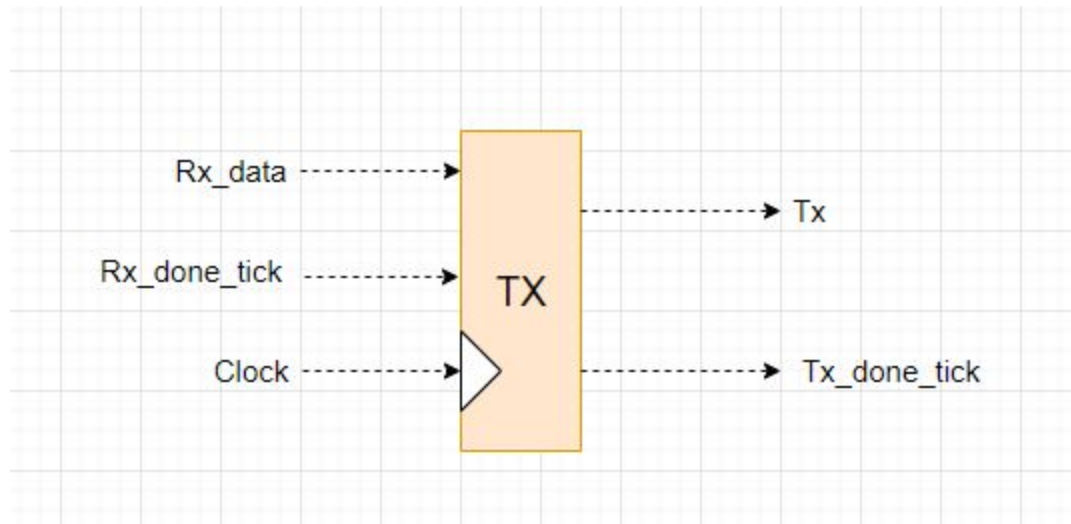 Rx_data
Tx
Rx_done_tick
TX
Clock
Tx_done_tick